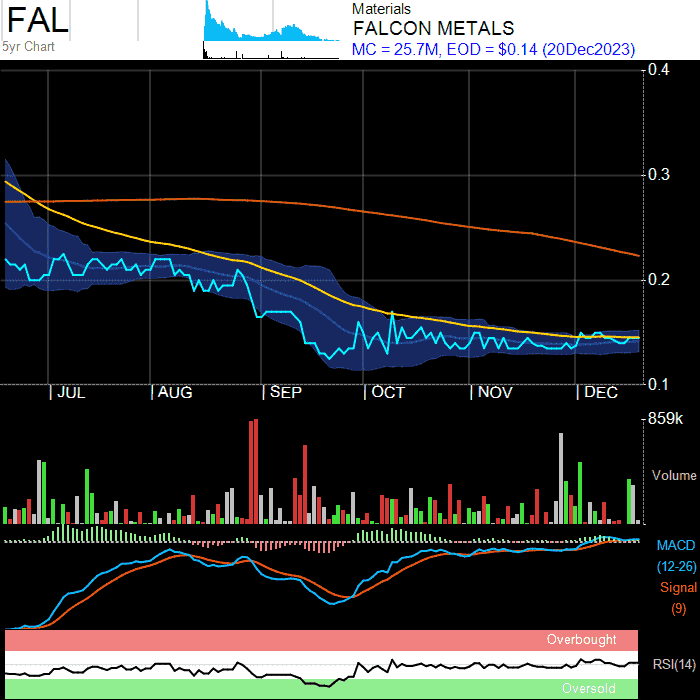 FAL
5yr Chart
Materials
FALCON METALS
MC = 25.7M, EOD = $0.14 (20Dec2023)
0.4
0.3
0.2
0.1
| JUL | AUG | SEP | OCT | NOV | DEC
859k
Volume
MACD
(12-26)
Signal
(9)
Overbought
RSI(14)
Oversold